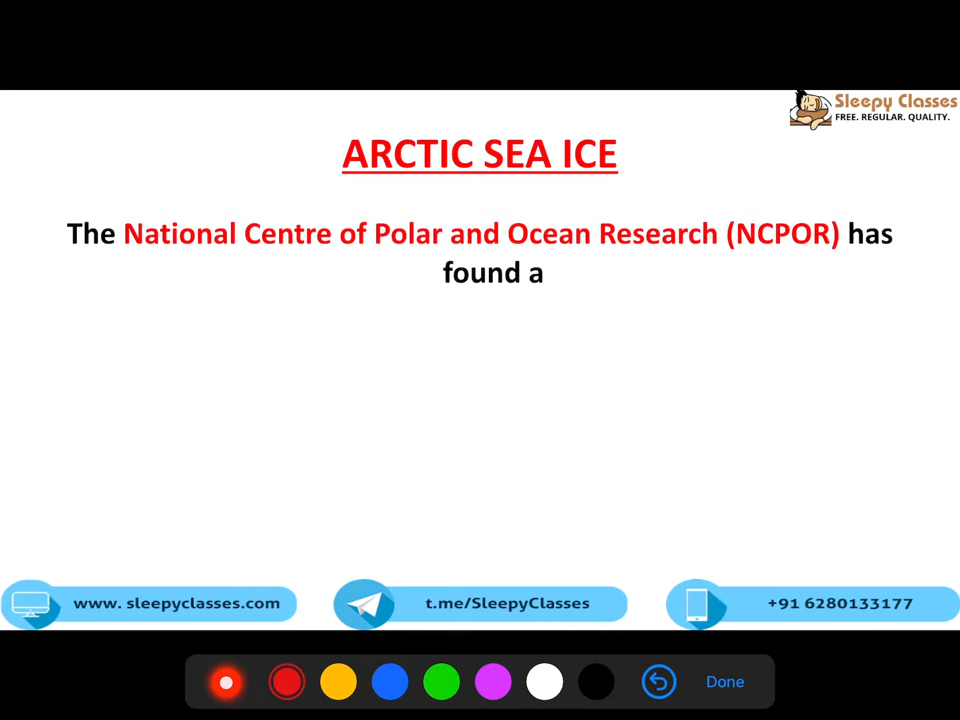 Sleepy Classes
FREE. REGULAR. QUALITY.
ARCTIC SEA ICE
The National Centre of Polar and Ocean Research (NCPOR) has
found a
www. sleepyclasses.com
t.me/SleepyClasses
+91 6280133177
Done